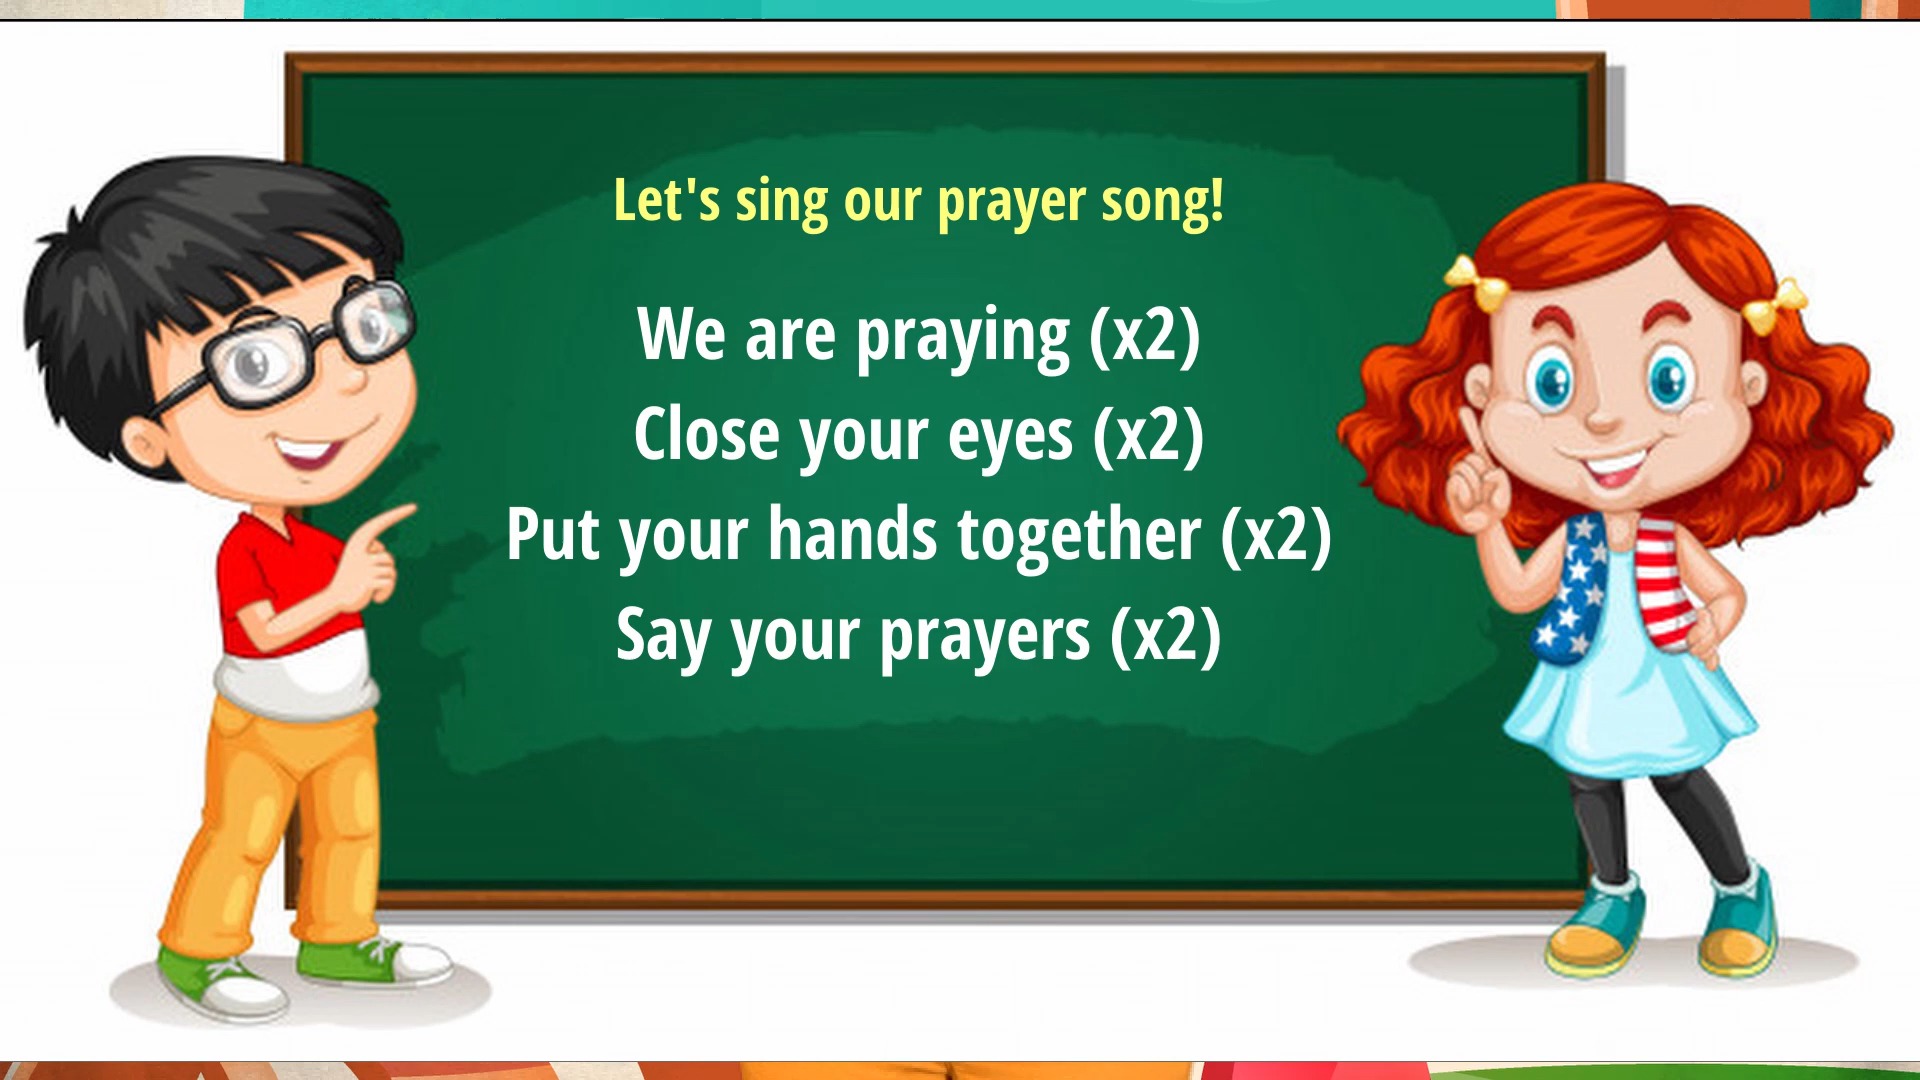 Let's sing our prayer song!
We are praying (x2)
Close your eyes (x2)
Put your hands together (x2)
Say your prayers (x2)